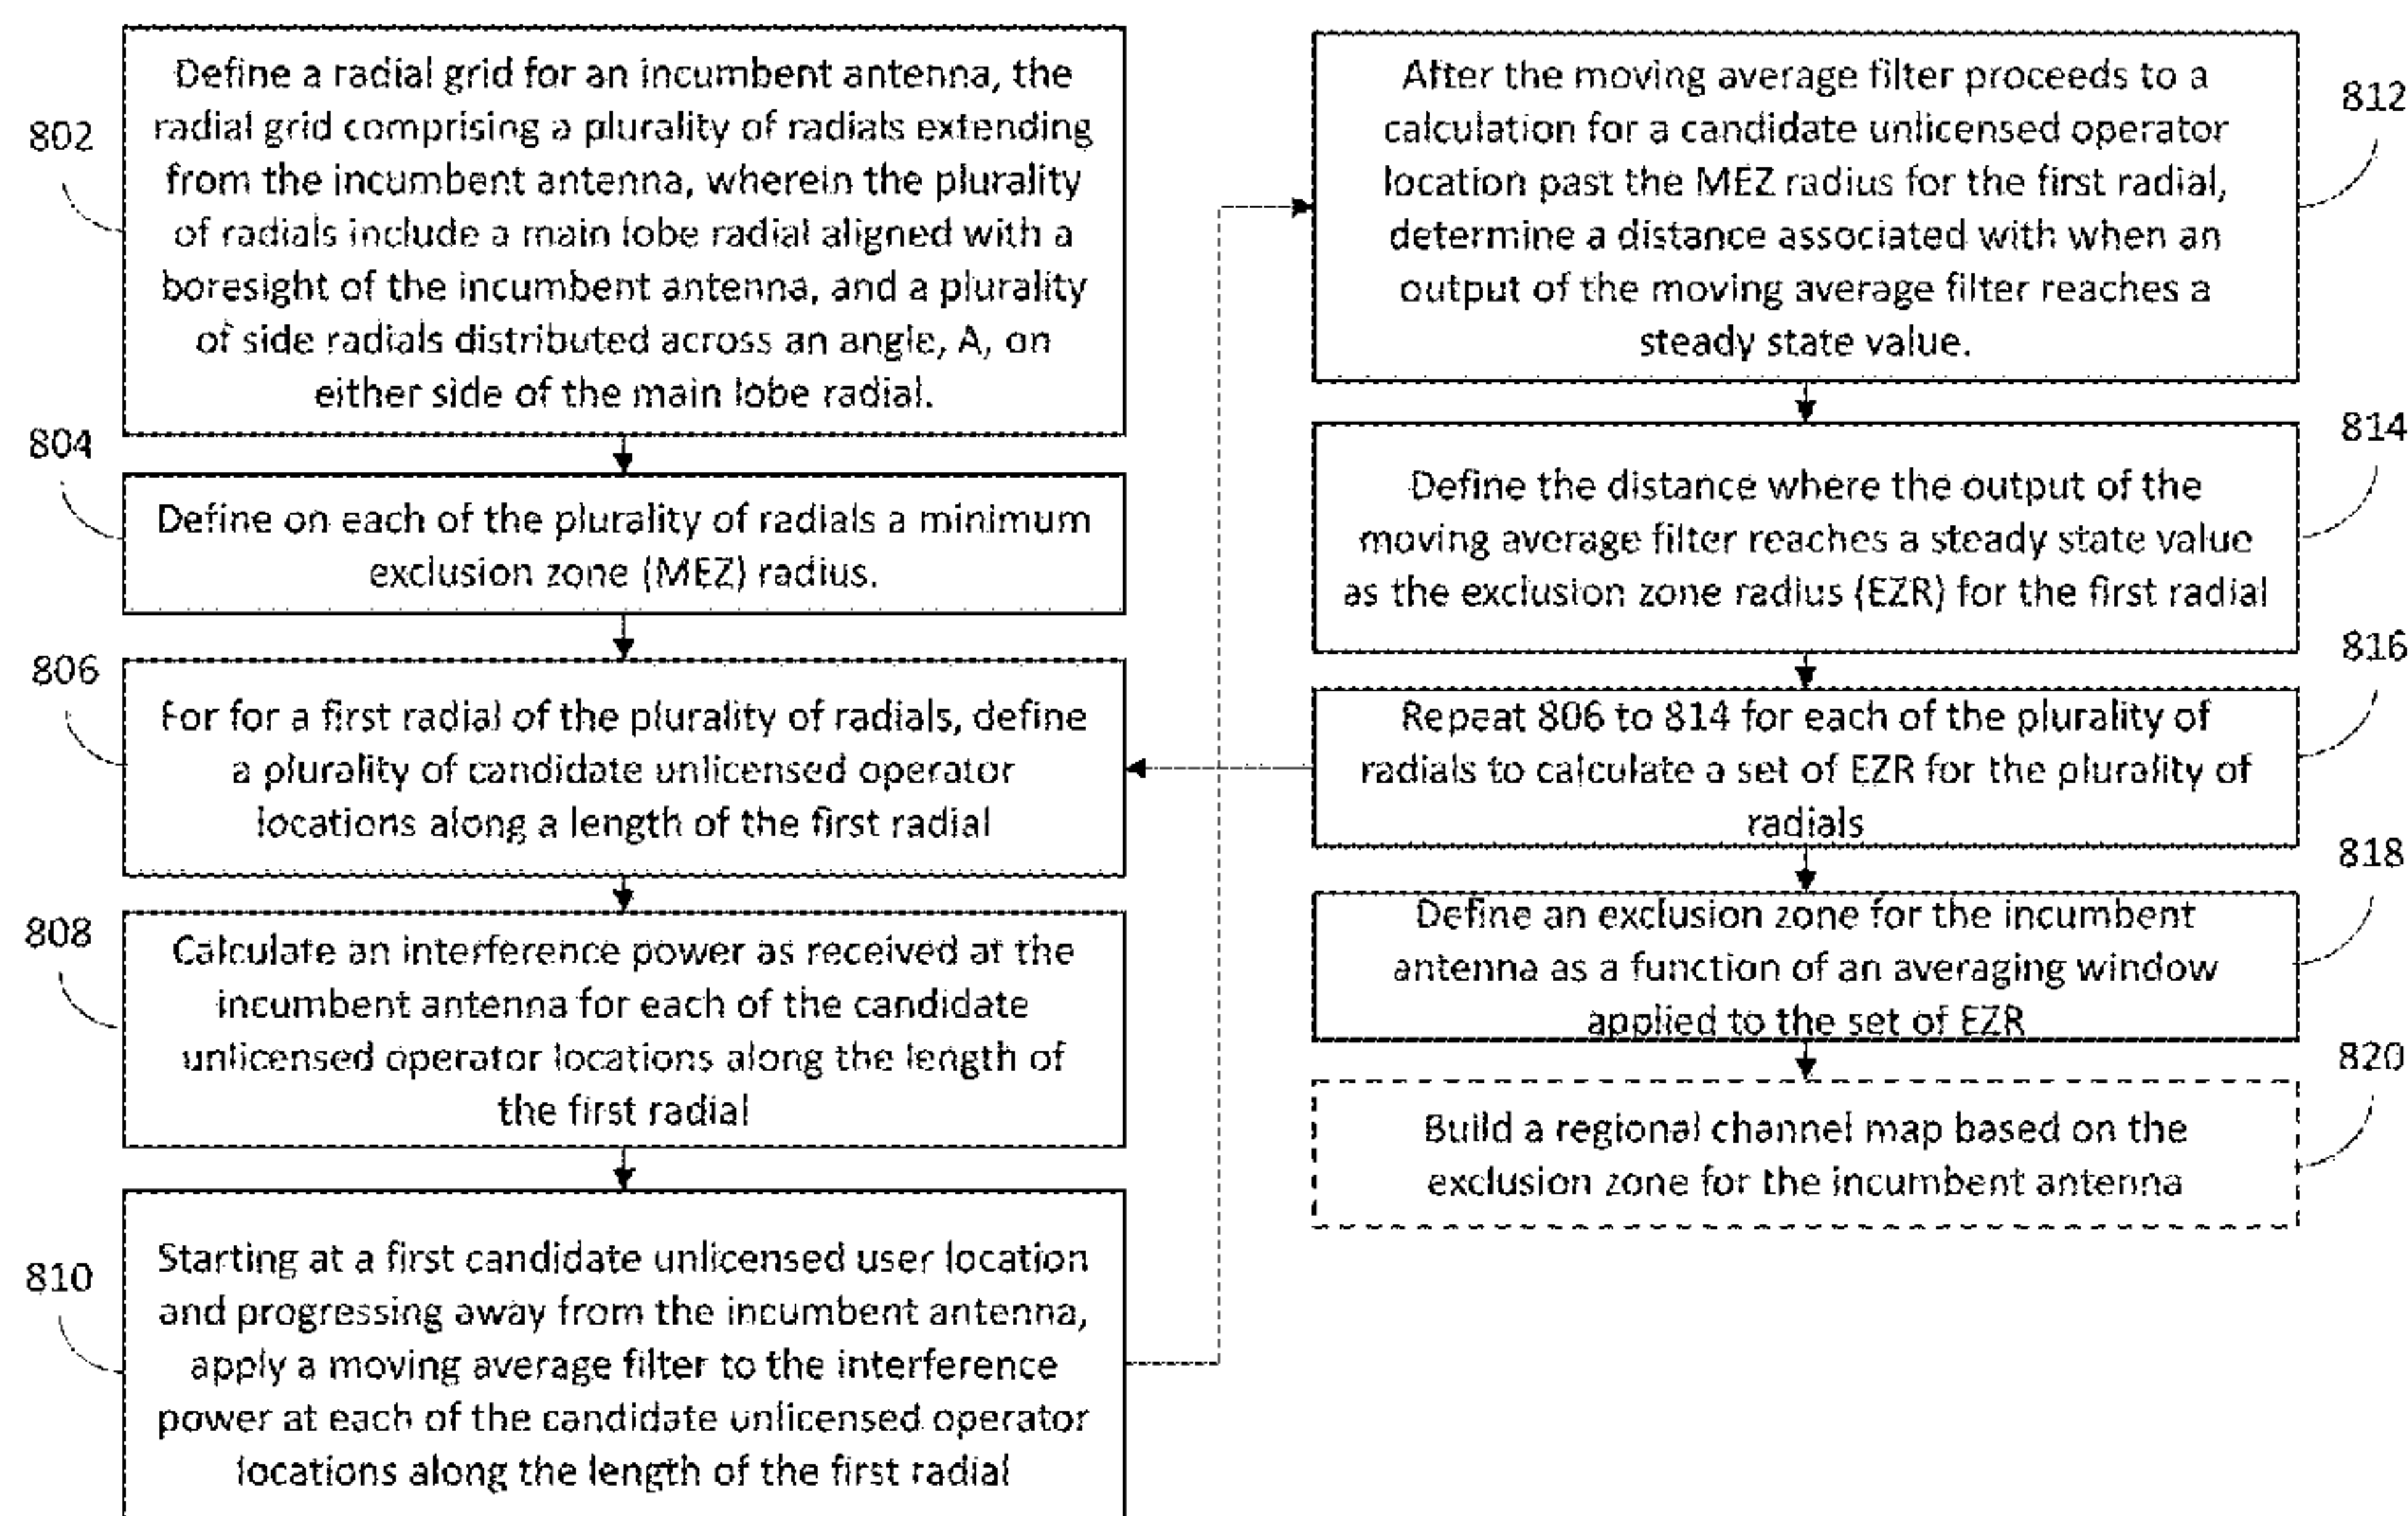 802
Define a radial grid for an incumbent antenna, the
radial grid comprising a plurality of radials extending
from the incumbent antenna, wherein the plurality
of radials include a main lobe radial aligned with a
boresight of the incumbent antenna, and a plurality
of side radials distributed across an angle, A, on
either side of the main lobe radial.
804
Define on each of the plurality of radials a minimum
exclusion zone (MEZ) radius.
806
For for a first radial of the plurality of radials, define
a plurality of candidate unlicensed operator
locations along a length of the first radial
808
Calculate an interference power as received at the
incumbent antenna for each of the candidate
unlicensed operator locations along the length of
the first radial
810
Starting at a first candidate unlicensed user location
and progressing away from the incumbent antenna,
apply a moving average filter to the interference
power at each of the candidate unlicensed operator
locations along the length of the first radial
812
After the moving average filter proceeds to a
calculation for a candidate unlicensed operator
location past the MEZ radius for the first radial,
determine a distance associated with when an
output of the moving average filter reaches a
steady state value.
814
Define the distance where the output of the
moving average filter reaches a steady state value
as the exclusion zone radius (EZR) for the first radial
816
Repeat 806 to 814 for each of the plurality of
radials to calculate a set of EZR for the plurality of
radials
818
Define an exclusion zone for the incumbent
antenna as a function of an averaging window
applied to the set of EZR
820
Build a regional channel map based on the
exclusion zone for the incumbent antenna